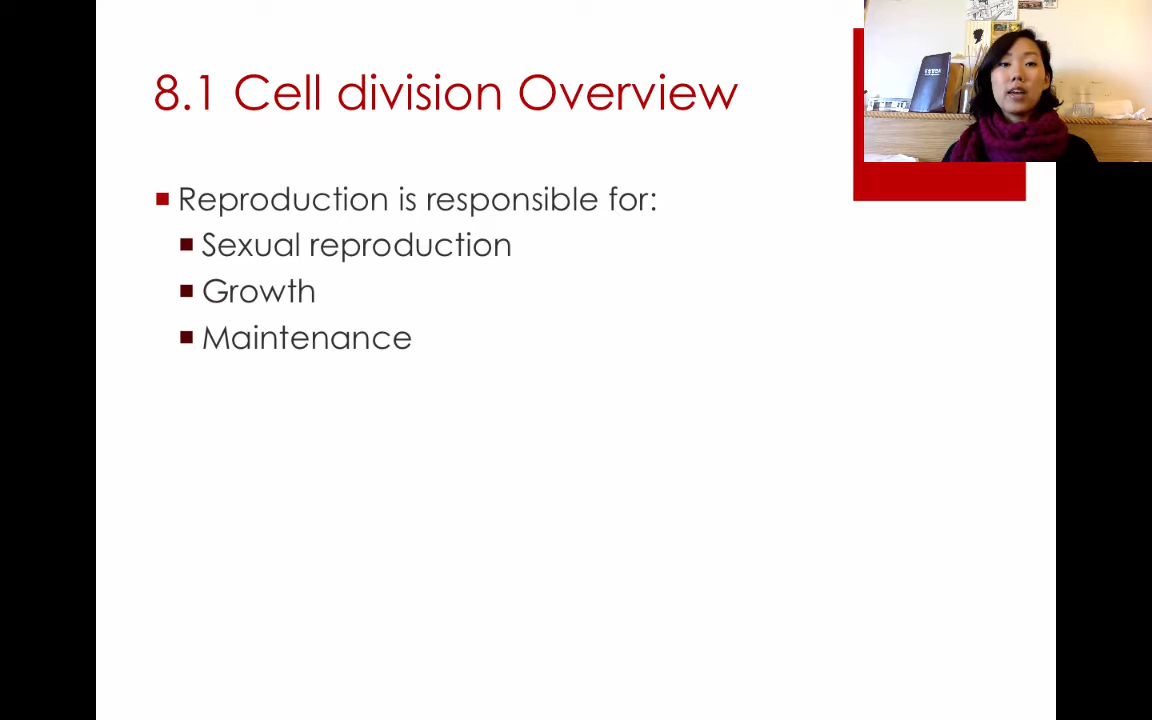 8.1 Cell division Overview
Reproduction is responsible for:
Sexual reproduction
Growth
Maintenance